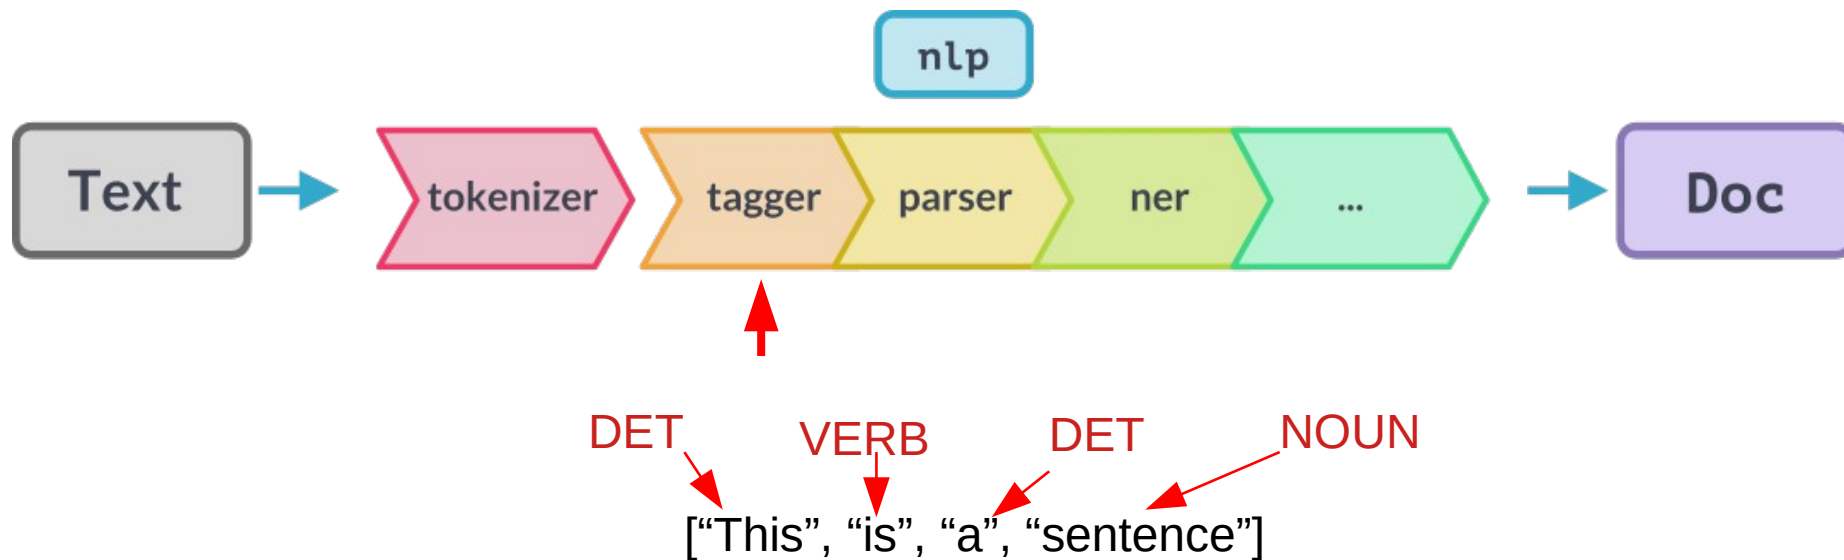 nlp
Text tokenizer tagger parser ner ... Doc
DET VERB DET NOUN
[“This”, “is”, “a”, “sentence”]